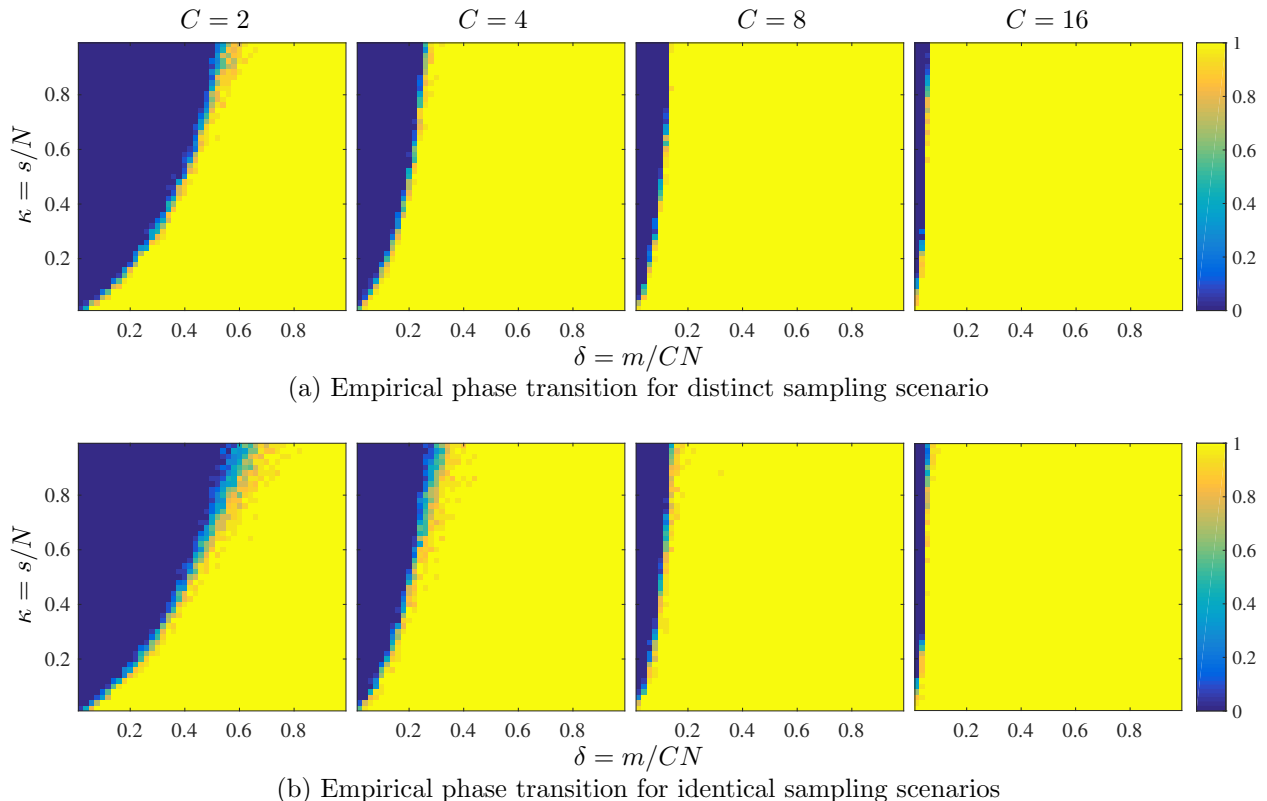 C = 2 C = 4 C = 8 C = 16
κ = s/N
0.8
0.6
0.4
0.2
0.2 0.4 0.6 0.8 0.2 0.4 0.6 0.8 0.2 0.4 0.6 0.8 0.2 0.4 0.6 0.8
1
0.8
0.6
0.4
0.2
0
δ = m/CN
(a) Empirical phase transition for distinct sampling scenario
κ = s/N
0.8
0.6
0.4
0.2
0.2 0.4 0.6 0.8 0.2 0.4 0.6 0.8 0.2 0.4 0.6 0.8 0.2 0.4 0.6 0.8
1
0.8
0.6
0.4
0.2
0
δ = m/CN
(b) Empirical phase transition for identical sampling scenarios